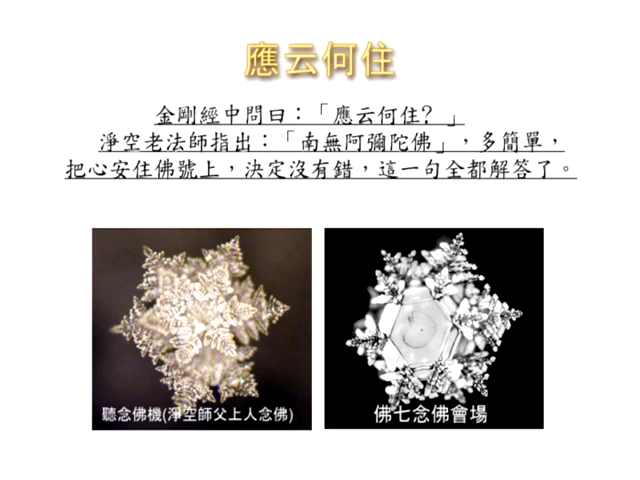 應云何住
金剛經中問曰：「應云何住？」
淨空老法師指出：「南無阿彌陀佛」，多簡單，
把心安住佛號上，決定沒有錯，這一句全都解答了。
聽念佛機(淨空師父上人念佛)
佛七念佛會場